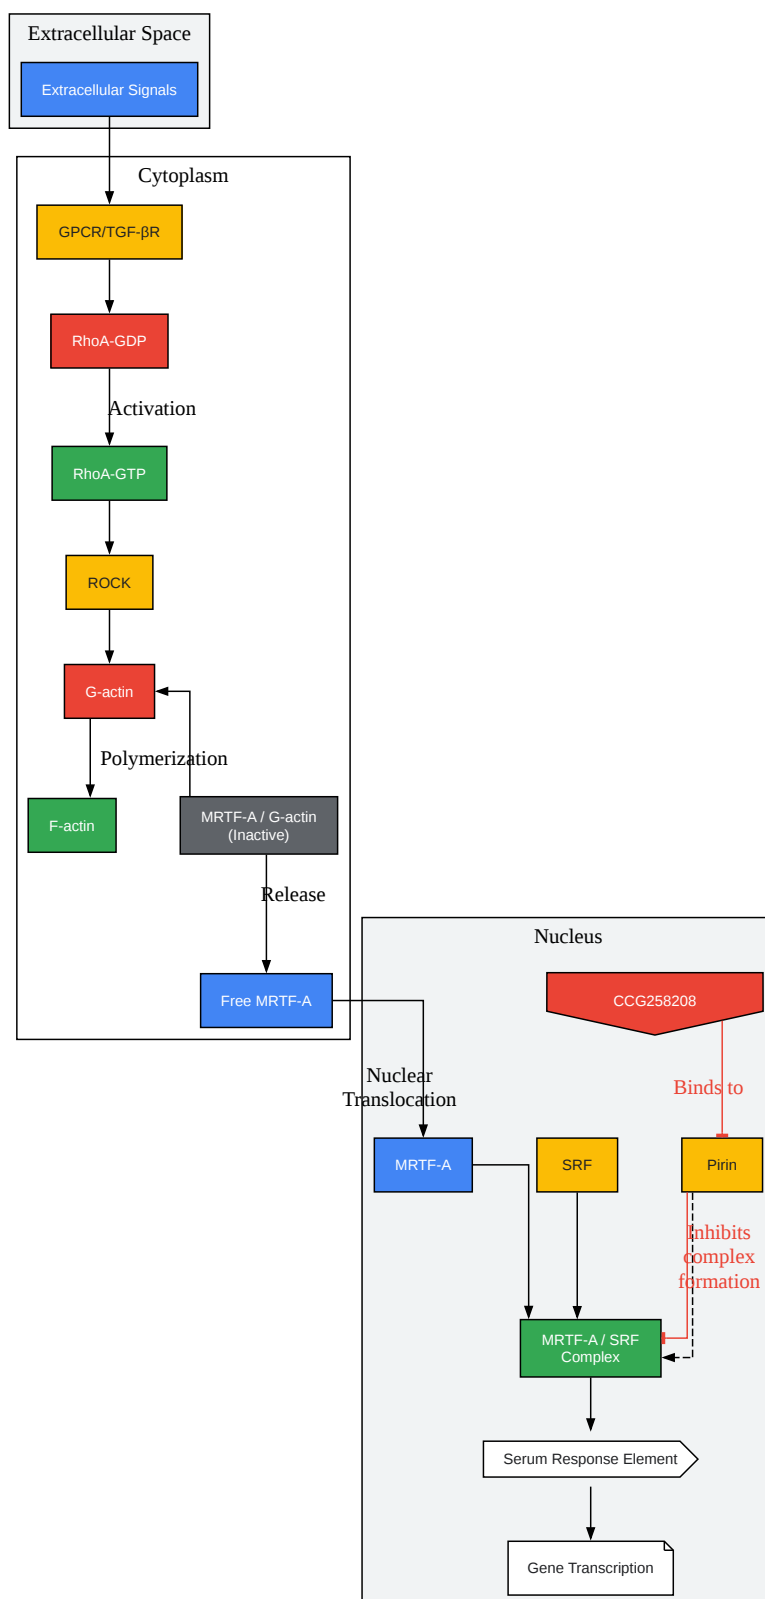 Extracellular Space
Extracellular Signals
Cytoplasm
GPCR/TGF-βR
RhoA-GDP
Activation
RhoA-GTP
ROCK
G-actin
Polymerization
F-actin
MRTF-A / G-actin
(Inactive)
Release
Free MRTF-A
Nucleus
CCG258208
Nuclear
Translocation
Binds to
MRTF-A
SRF
Pirin
Inhibits
complex
formation
MRTF-A / SRF
Complex
Serum Response Element
Gene Transcription